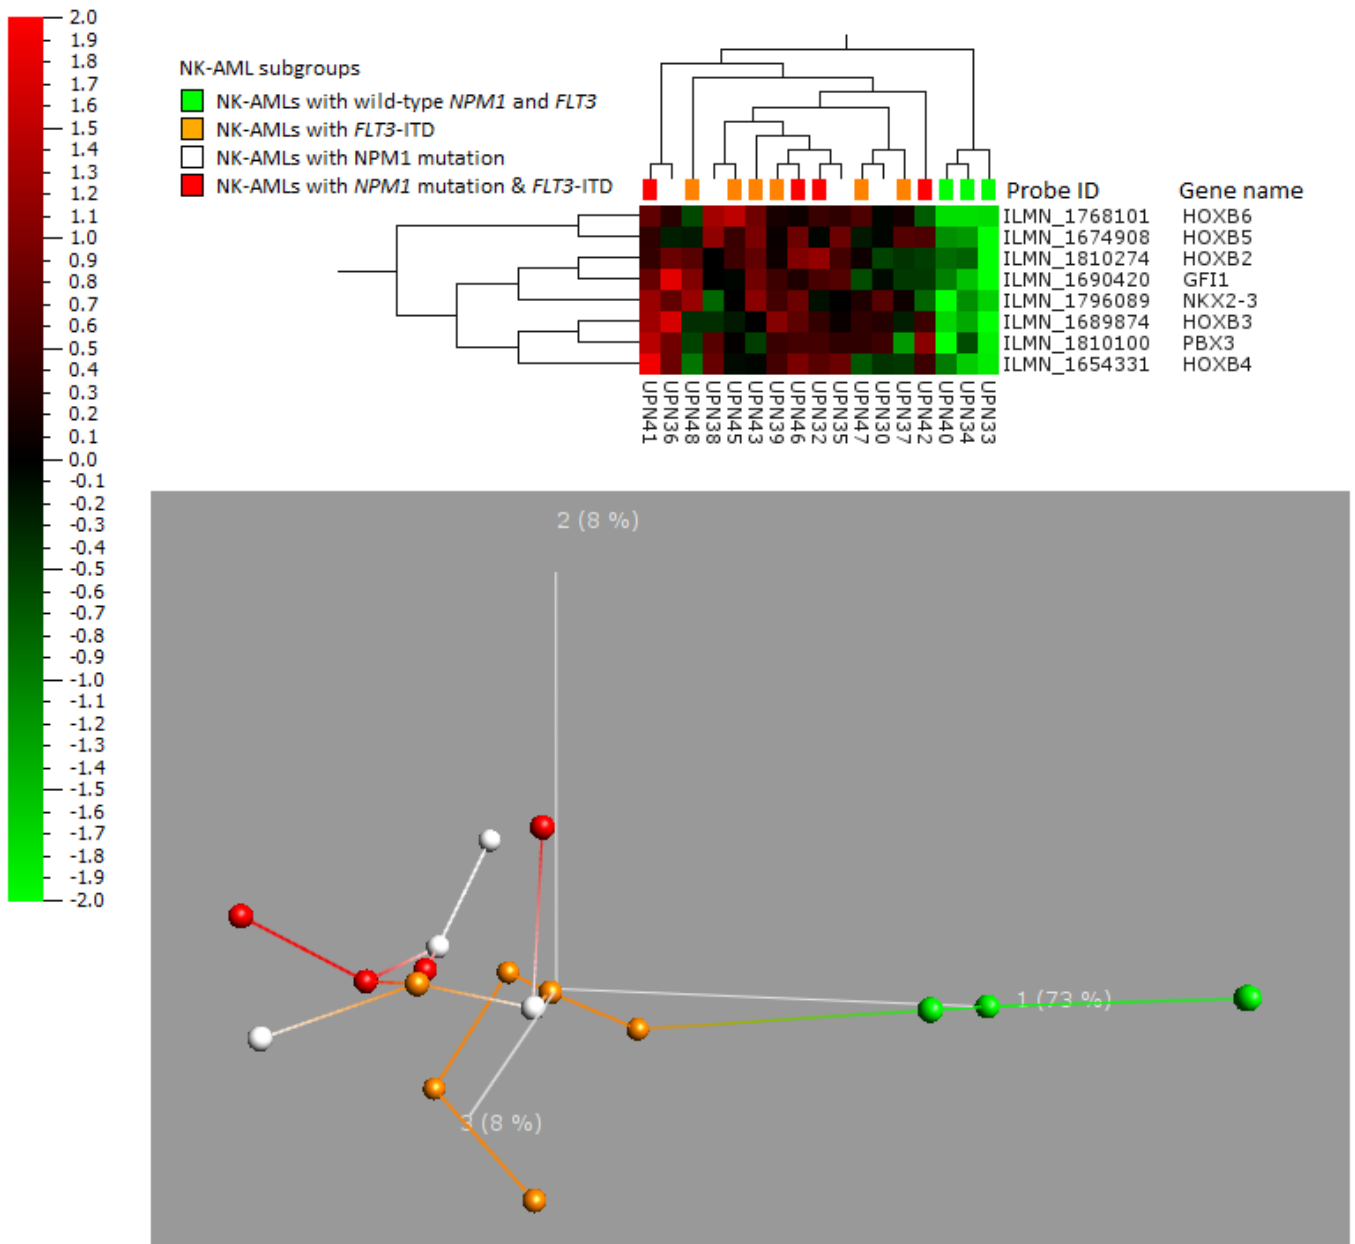 2.0
1.9
1.8
1.7
1.6
1.5
1.4
1.3
1.2
1.1
1.0
0.9
0.8
0.7
0.6
0.5
0.4
0.3
0.2
0.1
0.0
-0.1
-0.2
-0.3
-0.4
-0.5
-0.6
-0.7
-0.8
-0.9
-1.0
-1.1
-1.2
-1.3
-1.4
-1.5
-1.6
-1.7
-1.8
-1.9
-2.0
NK-AML subgroups
NK-AMLs with wild-type NPM1 and FLT3
NK-AMLs with FLT3-ITD
NK-AMLs with NPM1 mutation
NK-AMLs with NPM1 mutation & FLT3-ITD
Probe ID Gene name
ILMN_1768101 HOXB6
ILMN_1674908 HOXB5
ILMN_1810274 HOXB2
ILMN_1690420 GFI1
ILMN_1796089 NKX2-3
ILMN_1689874 HOXB3
ILMN_1810100 PBX3
ILMN_1654331 HOXB4
UPN41
UPN36
UPN48
UPN38
UPN45
UPN43
UPN39
UPN46
UPN32
UPN35
UPN47
UPN30
UPN37
UPN42
UPN40
UPN34
UPN33
2 (8 %)
1 (73 %)
3 (8 %)